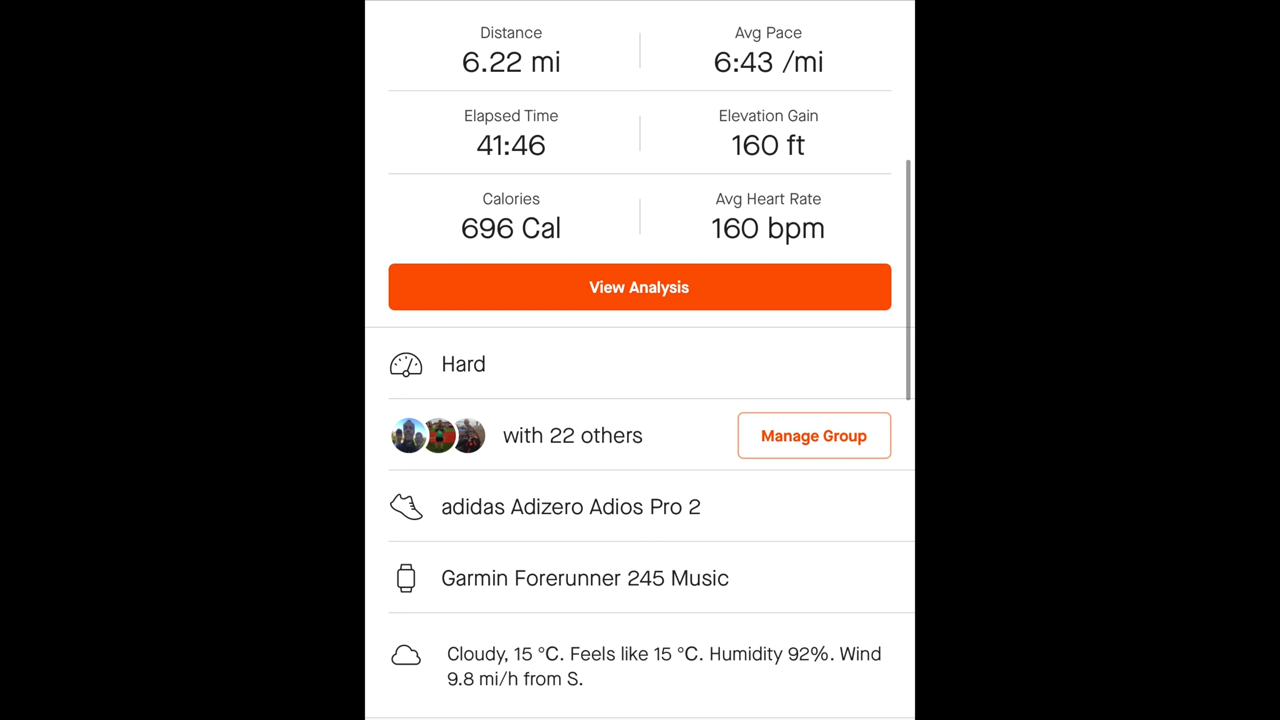 Distance
Avg Pace
6.22 mi
6:43 /mi
Elapsed Time
Elevation Gain
41:46
160 ft
Calories
Avg Heart Rate
696 Cal
160 bpm
View Analysis
Hard
with 22 others
Manage Group
adidas Adizero Adios Pro 2
Garmin Forerunner 245 Music
Cloudy, 15 °C. Feels like 15 °C. Humidity 92%. Wind
9.8 mi/h from S.